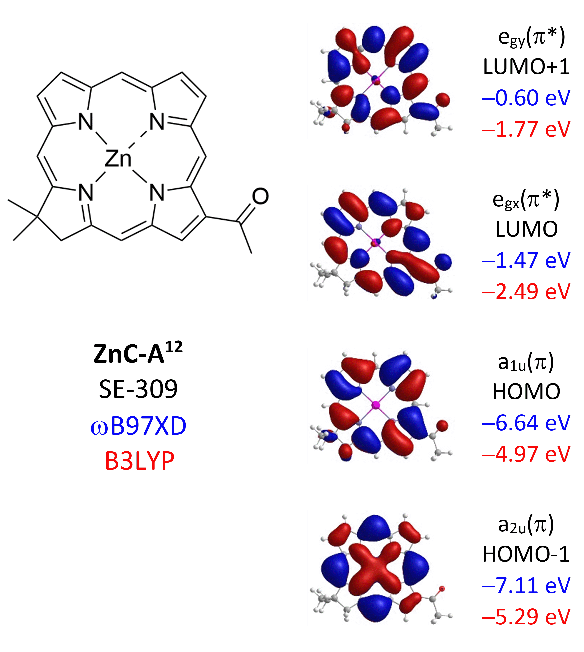 N
N
Zn
N
N
O
ZnC-A¹²
SE-309
ωB97XD
B3LYP
e_gy(π*)
LUMO+1
−0.60 eV
−1.77 eV
e_gx(π*)
LUMO
−1.47 eV
−2.49 eV
a_1u(π)
HOMO
−6.64 eV
−4.97 eV
a_2u(π)
HOMO-1
−7.11 eV
−5.29 eV